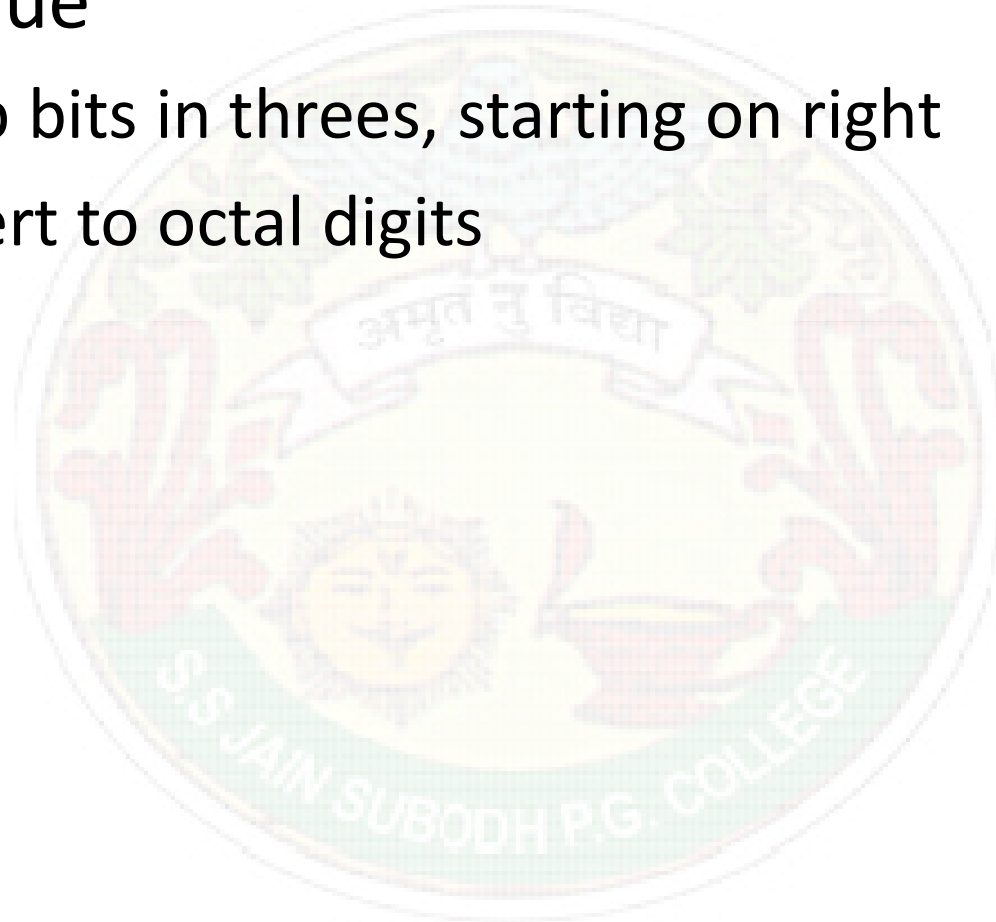 ue
bits in threes, starting on right
ert to octal digits
अमृत नु विद्या
S.S JAIN SUBODH P.G. COLLEGE